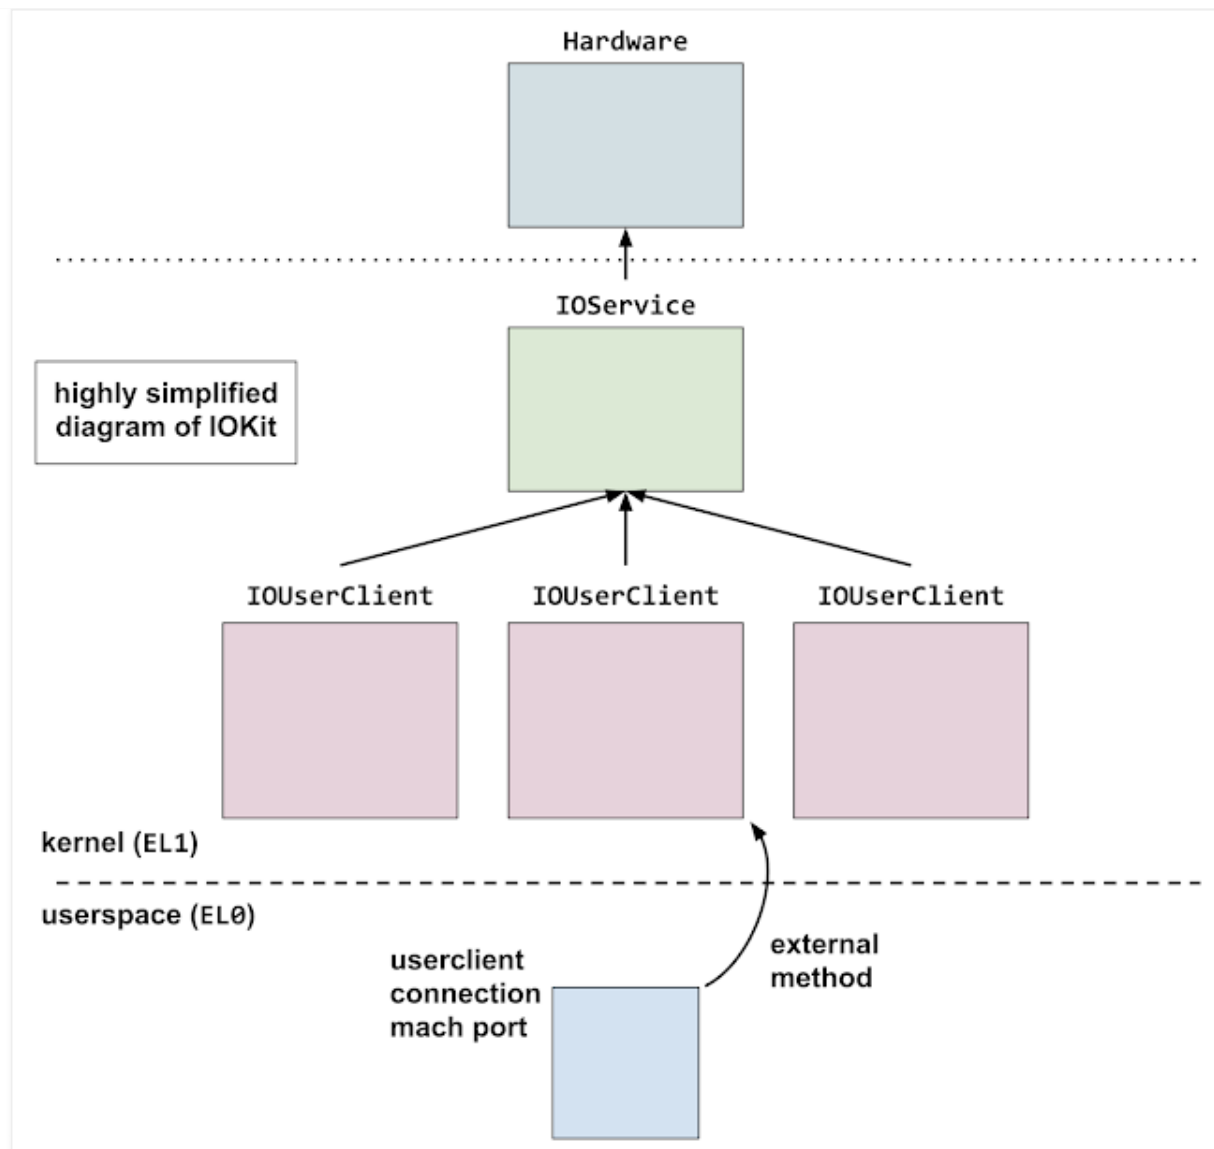 Hardware
IOService
highly simplified
diagram of IOKit
IOUserClient
IOUserClient
IOUserClient
kernel (EL1)
userspace (EL0)
userclient
connection
mach port
external
method